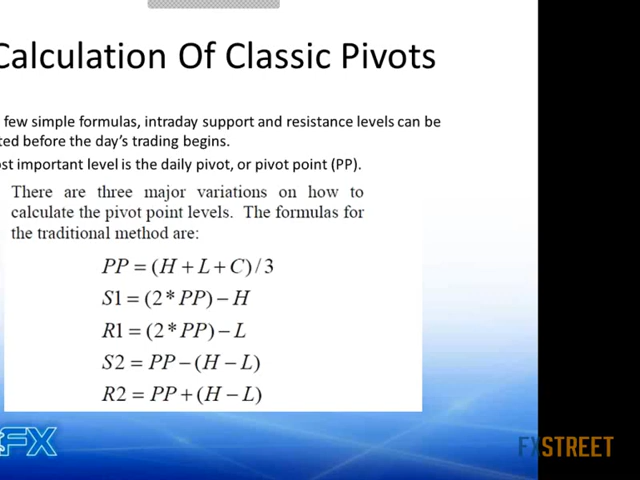 Calculation Of Classic Pivots
few simple formulas, intraday support and resistance levels can be
ted before the day's trading begins.
ost important level is the daily pivot, or pivot point (PP).
There are three major variations on how to
calculate the pivot point levels. The formulas for
the traditional method are:
PP = (H + L + C) / 3
S1 = (2 * PP) − H
R1 = (2 * PP) − L
S2 = PP − (H − L)
R2 = PP + (H − L)
FX
FXSTREET